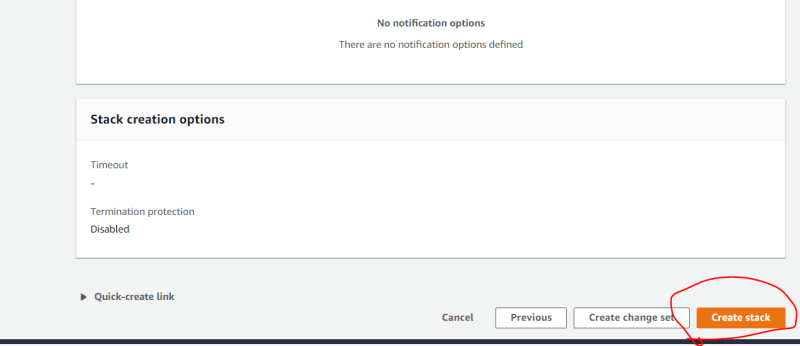 No notification options
There are no notification options defined
Stack creation options
Timeout
-
Termination protection
Disabled
Quick-create link
Cancel Previous Create change set Create stack